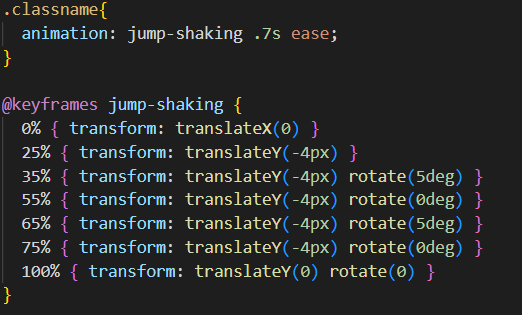 .classname{
  animation: jump-shaking .7s ease;
}

@keyframes jump-shaking {
  0% { transform: translateX(0) }
  25% { transform: translateY(-4px) }
  35% { transform: translateY(-4px) rotate(5deg) }
  55% { transform: translateY(-4px) rotate(0deg) }
  65% { transform: translateY(-4px) rotate(5deg) }
  75% { transform: translateY(-4px) rotate(0deg) }
  100% { transform: translateY(0) rotate(0) }
}